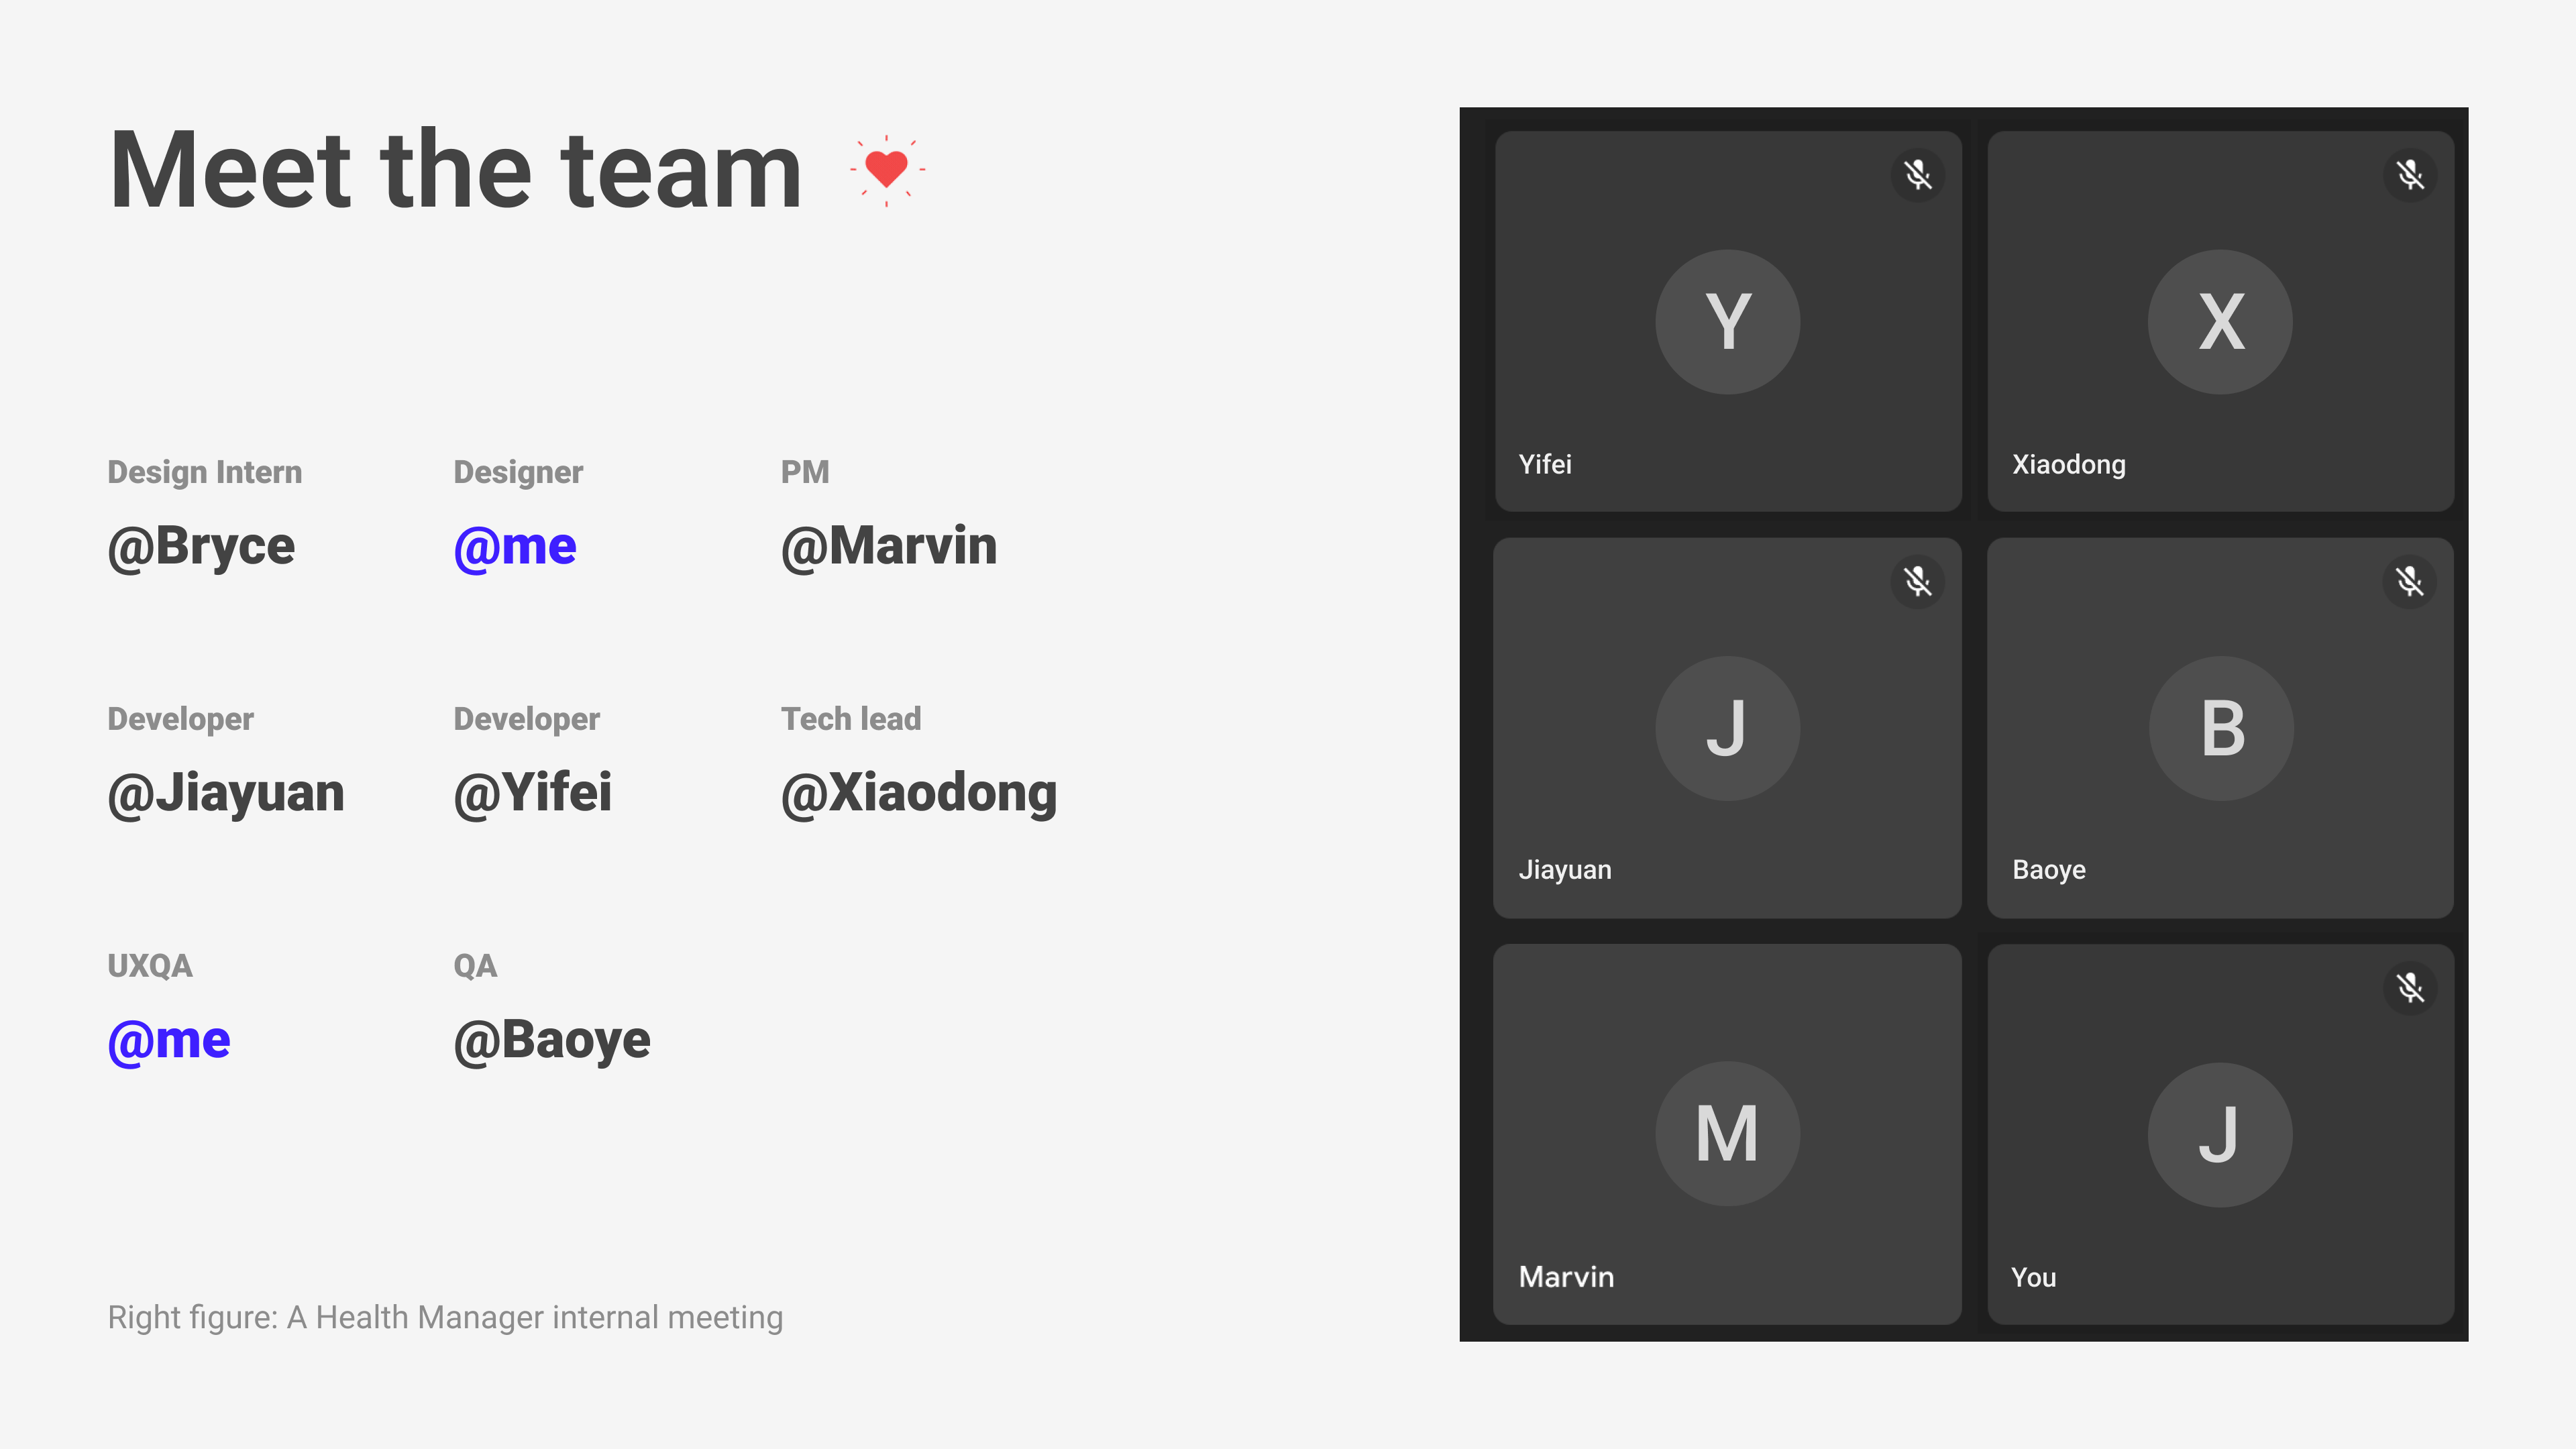 Meet the team
Design Intern
@Bryce
Designer
@me
PM
@Marvin
Developer
@Jiayuan
Developer
@Yifei
Tech lead
@Xiaodong
UXQA
@me
QA
@Baoye
Right figure: A Health Manager internal meeting
Y
Yifei
X
Xiaodong
J
Jiayuan
B
Baoye
M
Marvin
J
You